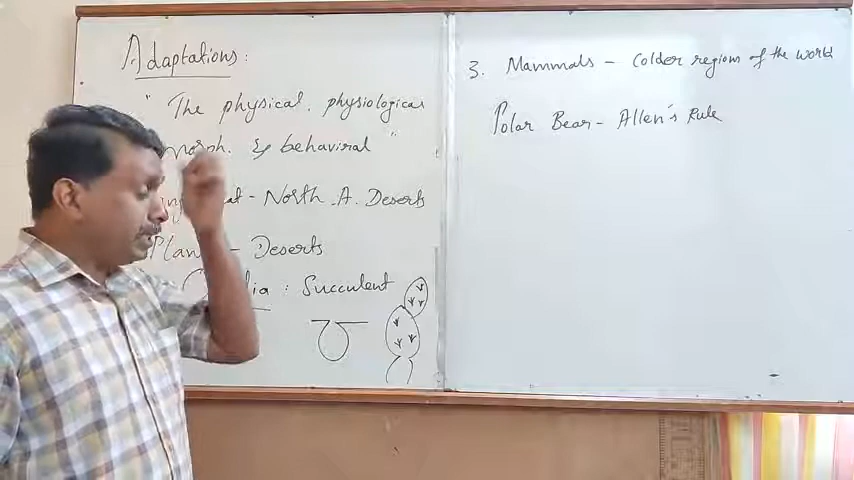 Adaptations:
" The physical, physiological
morph. & behaviral "
- North. A. Deserts
- Deserts
: Succulent
3. Mammals - Colder regions of the world
Polar Bear - Allen's Rule